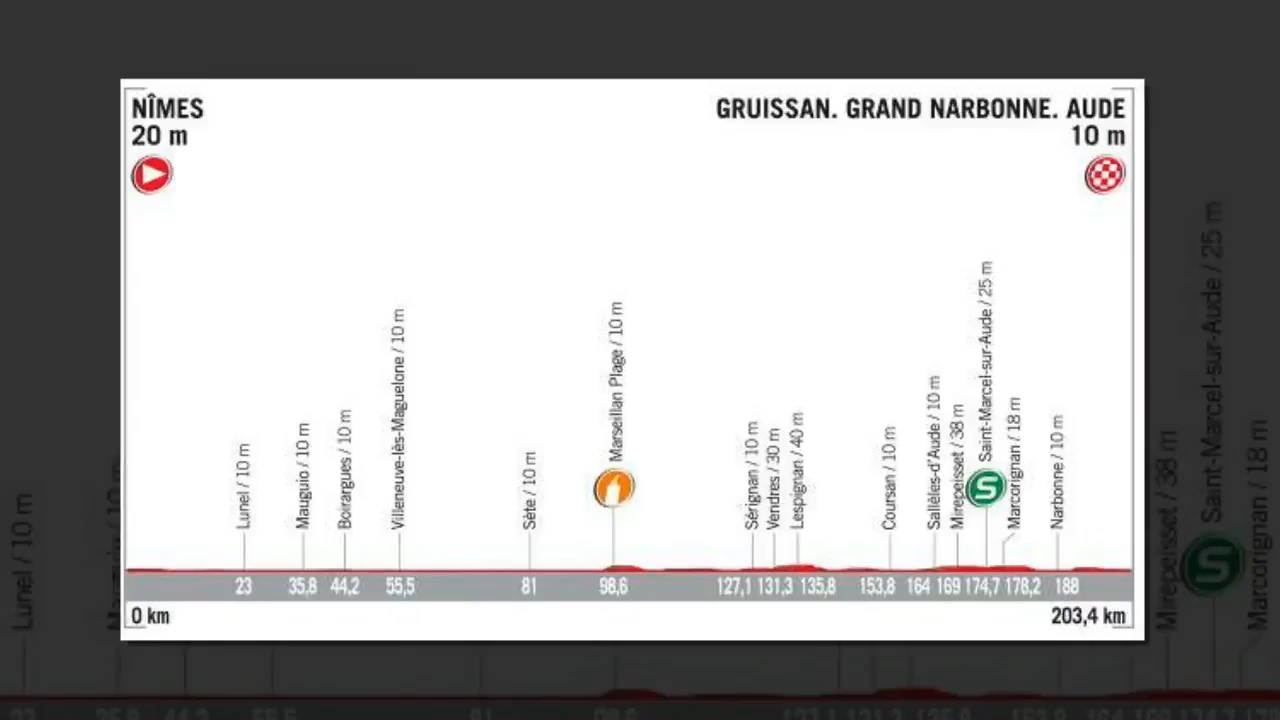 NÎMES
20 m
GRUISSAN. GRAND NARBONNE. AUDE
10 m
Lunel / 10 m
Mauguio / 10 m
Boirargues / 10 m
Villeneuve-lès-Maguelone / 10 m
Sète / 10 m
Marseillan Plage / 10 m
Sérignan / 10 m
Vendres / 30 m
Lespignan / 40 m
Coursan / 10 m
Sallèles-d'Aude / 10 m
Mirepeisset / 38 m
Saint-Marcel-sur-Aude / 25 m
S
Marcorignan / 18 m
Narbonne / 10 m
23 35,8 44,2 55,5 81 98,6 127,1 131,3 135,8 153,8 164 169 174,7 178,2 188
0 km
203,4 km
Lunel / 10 m
Mirepeisset / 38 m
Saint-Marcel-sur-Aude / 25 m
S
Marcorignan / 18 m